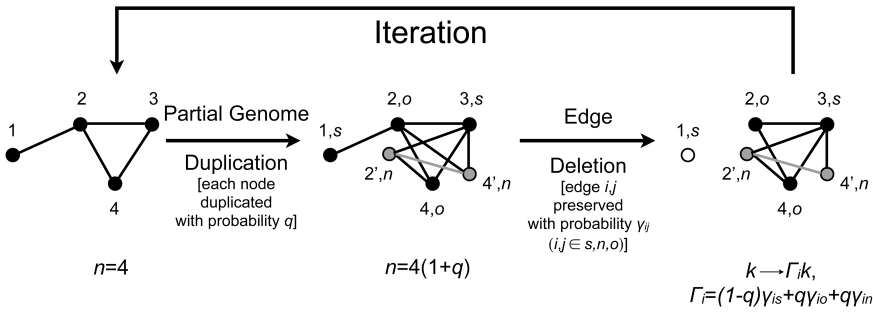 Iteration
1
2
3
4
Partial Genome
Duplication
[each node
duplicated
with probability q]
1,s
2,o
3,s
2',n
4',n
4,o
Edge
Deletion
[edge i,j
preserved
with probability γij
(i,j ∈ s,n,o)]
1,s
2,o
3,s
2',n
4',n
4,o
n=4
n=4(1+q)
k→Γik,
Γi=(1-q)γis+qγio+qγin